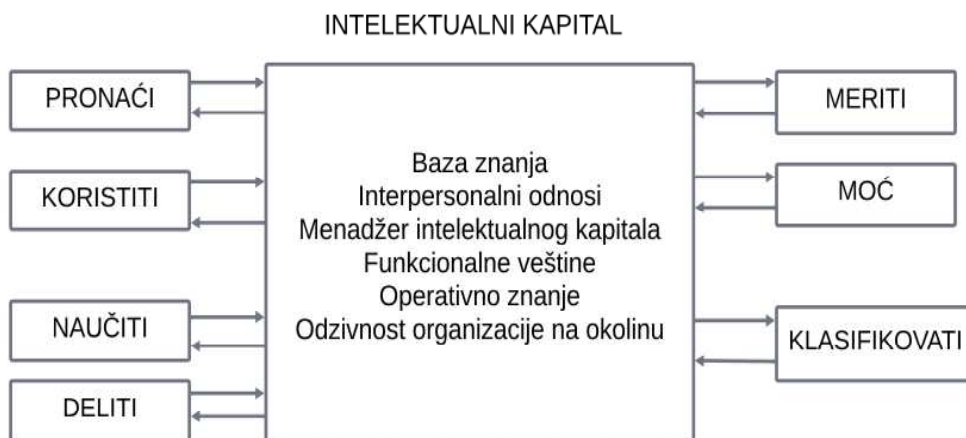 INTELEKTUALNI KAPITAL
PRONAĆI
KORISTITI
NAUČITI
DELITI
Baza znanja
Interpersonalni odnosi
Menadžer intelektualnog kapitala
Funkcionalne veštine
Operativno znanje
Odzivnost organizacije na okolinu
MERITI
MOĆ
KLASIFIKOVATI